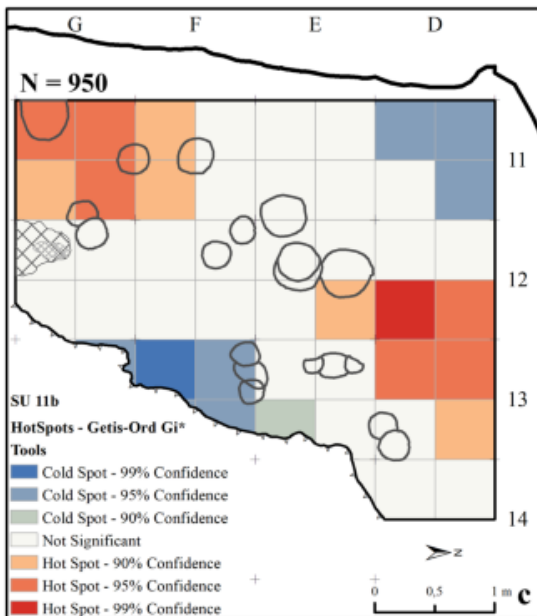 G F E D
N = 950
11
12
13
14
SU 11b
HotSpots - Getis-Ord Gi*
Tools
Cold Spot - 99% Confidence
Cold Spot - 95% Confidence
Cold Spot - 90% Confidence
Not Significant
Hot Spot - 90% Confidence
Hot Spot - 95% Confidence
Hot Spot - 99% Confidence
N
0 0,5 1 m
c